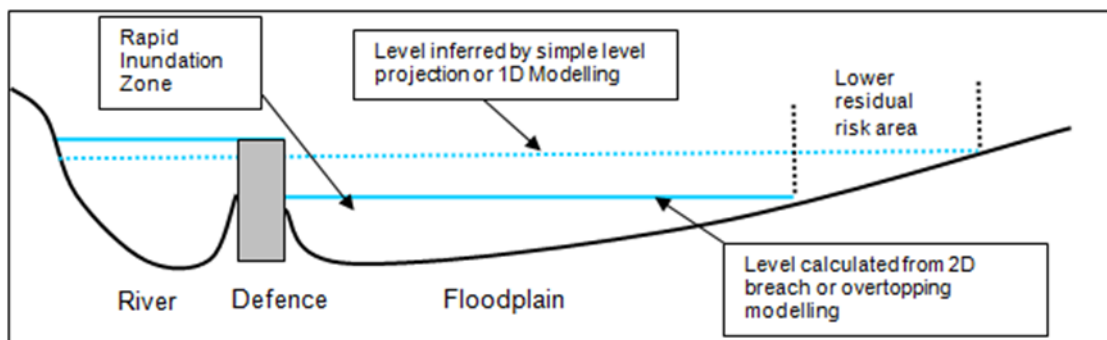 Rapid
Inundation
Zone
Level inferred by simple level
projection or 1D Modelling
Lower
residual
risk area
Level calculated from 2D
breach or overtopping
modelling
River
Defence
Floodplain